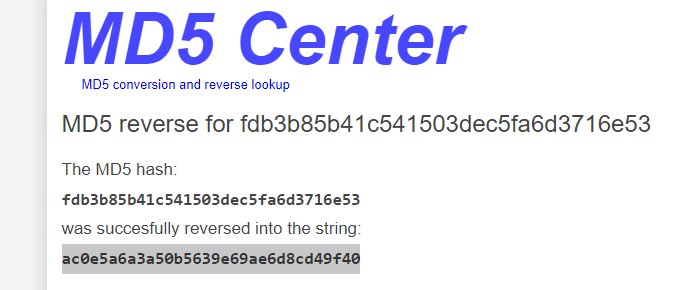 MD5 Center
MD5 conversion and reverse lookup
MD5 reverse for fdb3b85b41c541503dec5fa6d3716e53
The MD5 hash:
fdb3b85b41c541503dec5fa6d3716e53
was succesfully reversed into the string:
ac0e5a6a3a50b5639e69ae6d8cd49f40